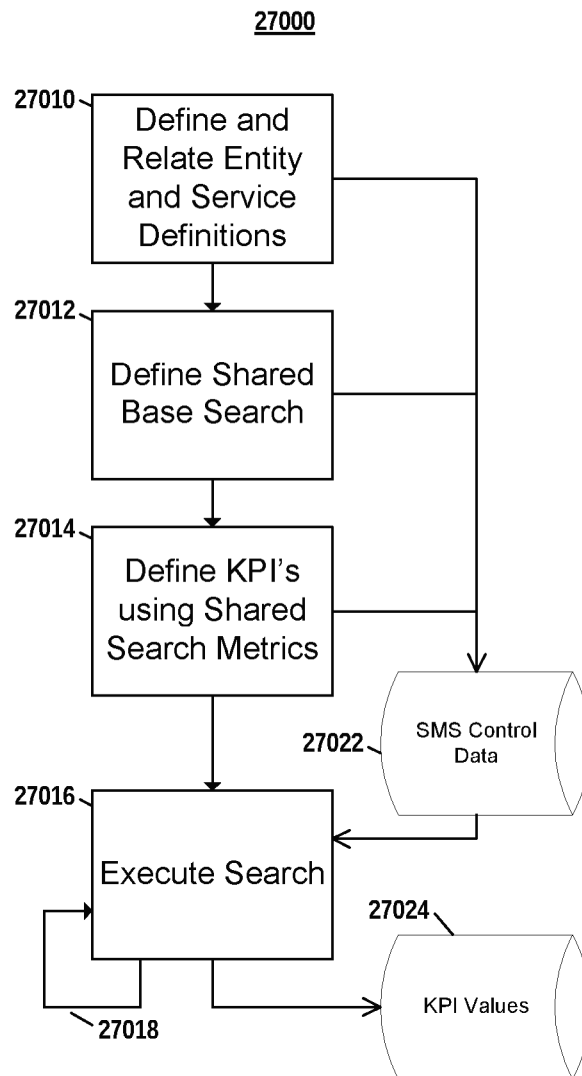 27000
27010
Define and
Relate Entity
and Service
Definitions
27012
Define Shared
Base Search
27014
Define KPI's
using Shared
Search Metrics
27022
SMS Control
Data
27016
Execute Search
27018
27024
KPI Values